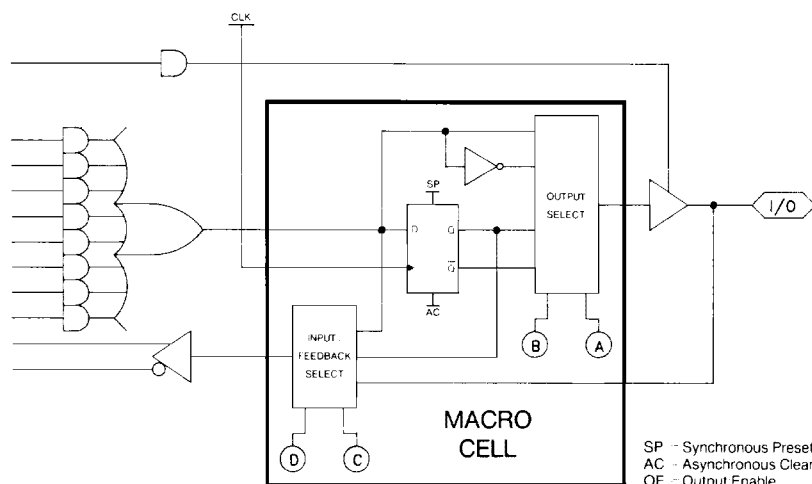 CLK
SP
D Q
Q̅
AC
OUTPUT
SELECT
I/O
INPUT/
FEEDBACK
SELECT
B A
D C
MACRO
CELL
SP - Synchronous Preset
AC - Asynchronous Clear
OE - Output Enable